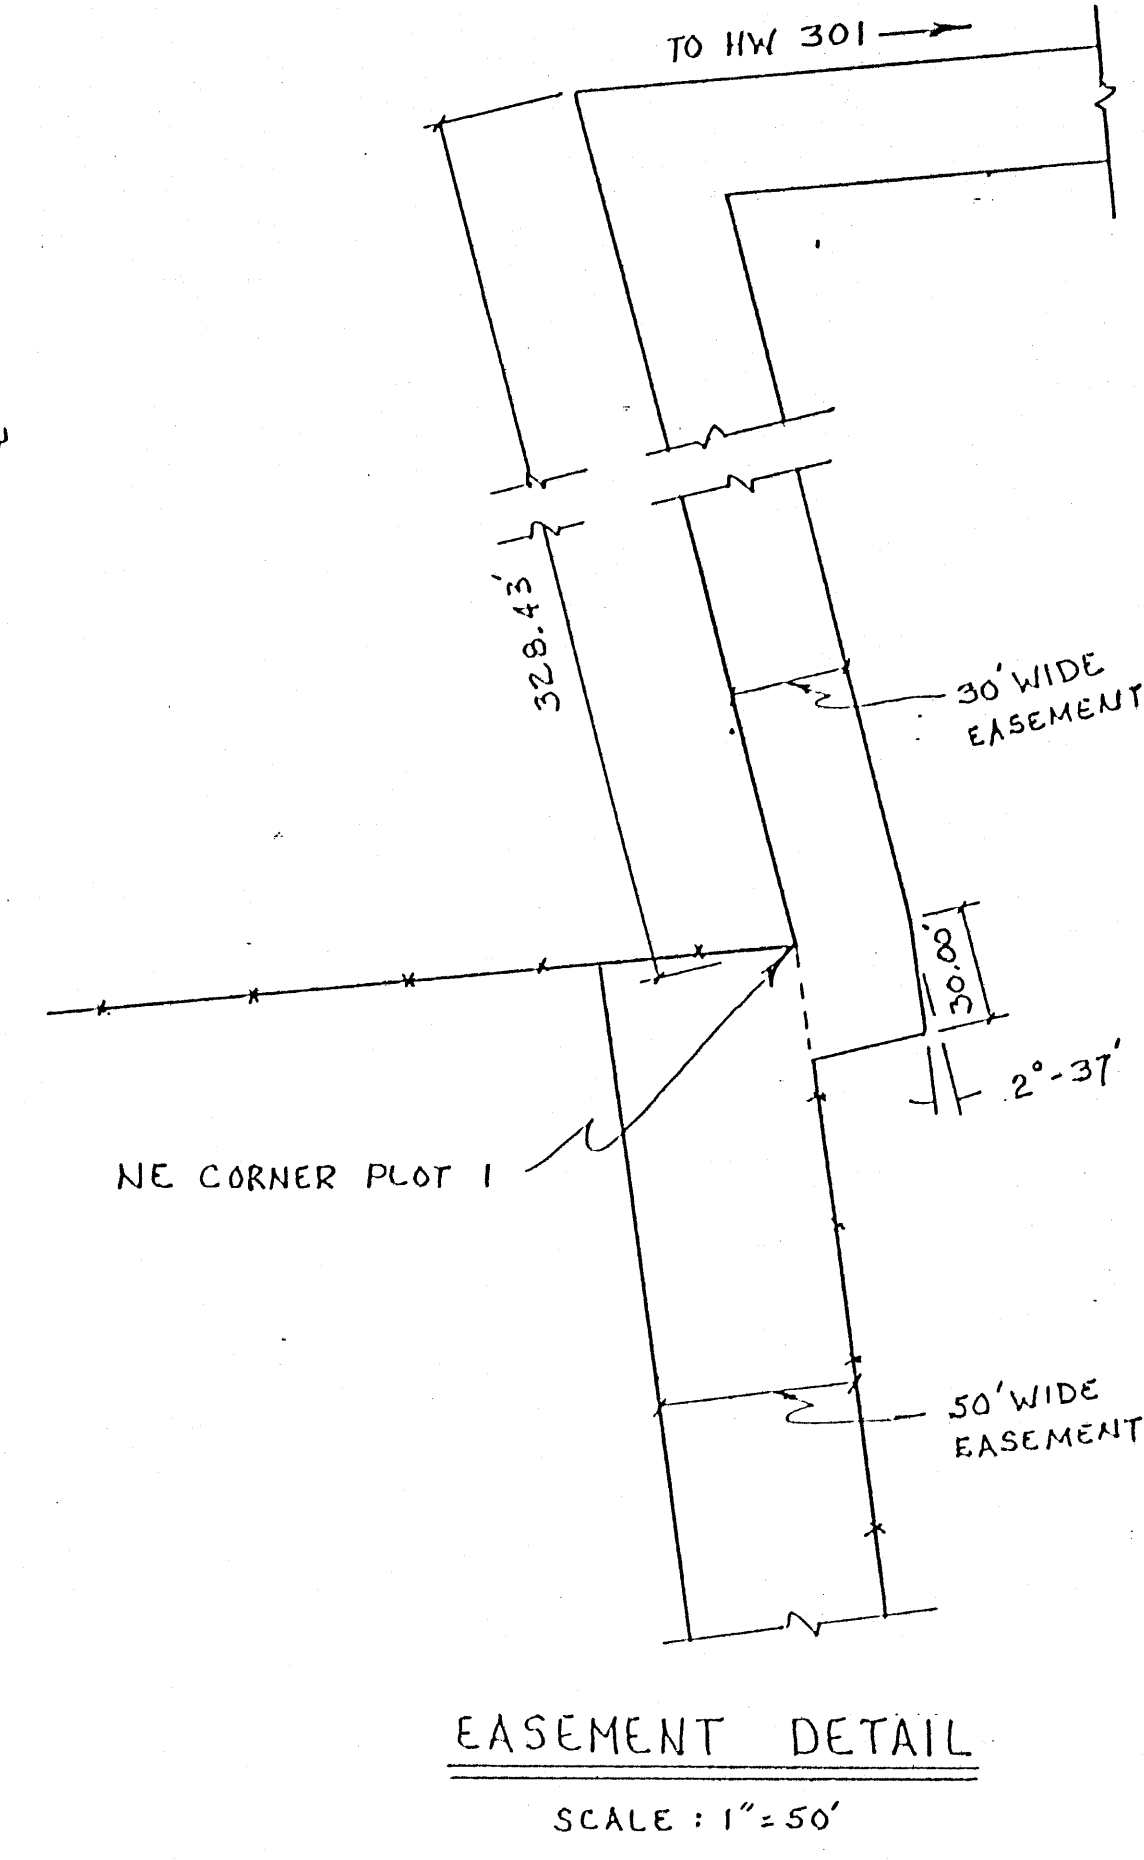 TO HW 301
328.43'
30' WIDE
EASEMENT
30.00'
2°-37'
NE CORNER PLOT 1
50' WIDE
EASEMENT
EASEMENT DETAIL
SCALE : 1" = 50'